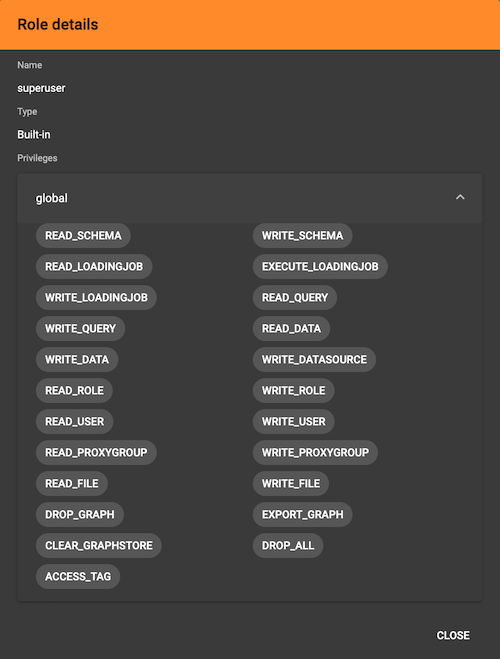 Role details
Name
superuser
Type
Built-in
Privileges
global
READ_SCHEMA WRITE_SCHEMA
READ_LOADINGJOB EXECUTE_LOADINGJOB
WRITE_LOADINGJOB READ_QUERY
WRITE_QUERY READ_DATA
WRITE_DATA WRITE_DATASOURCE
READ_ROLE WRITE_ROLE
READ_USER WRITE_USER
READ_PROXYGROUP WRITE_PROXYGROUP
READ_FILE WRITE_FILE
DROP_GRAPH EXPORT_GRAPH
CLEAR_GRAPHSTORE DROP_ALL
ACCESS_TAG
CLOSE